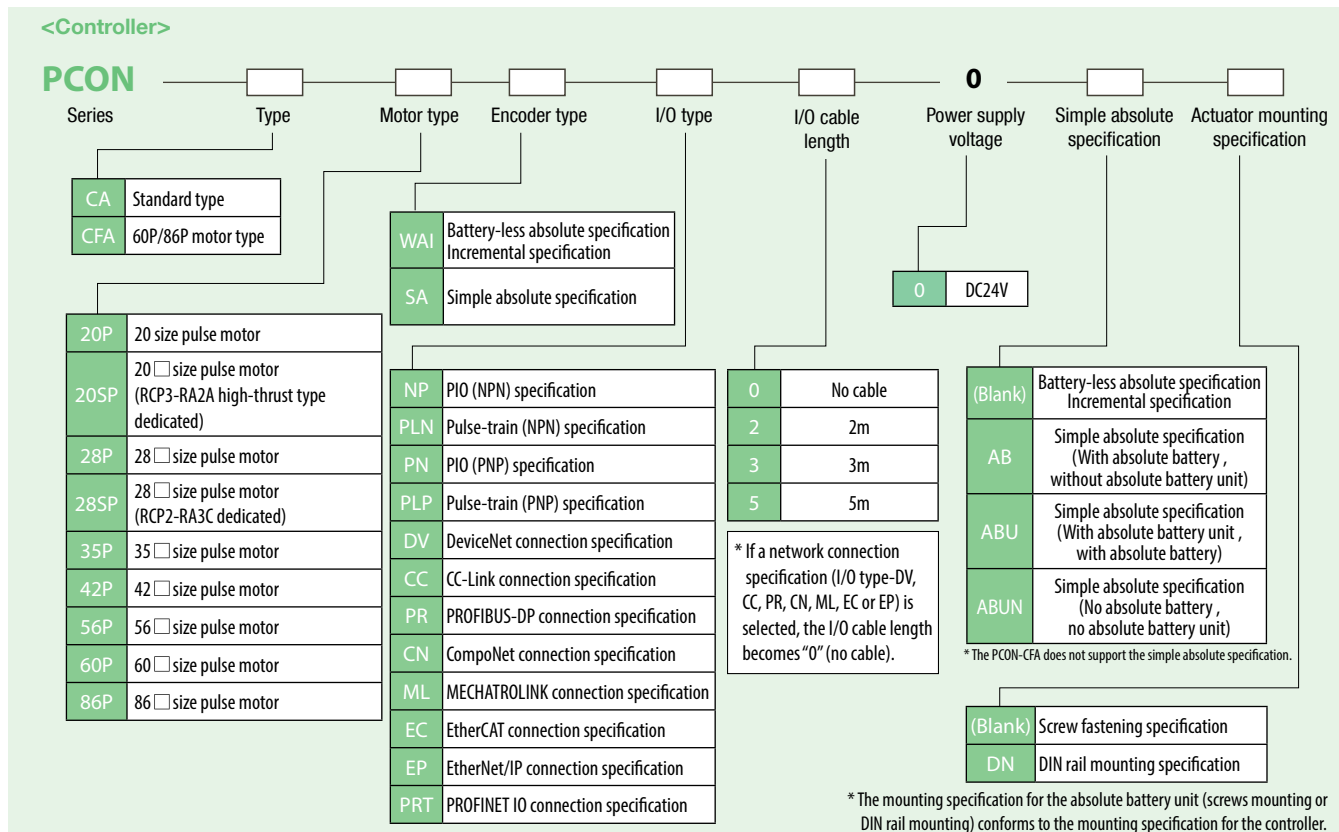 <Controller>
PCON
0
Series
Type
Motor type
Encoder type
I/O type
I/O cable
length
Power supply
voltage
Simple absolute
specification
Actuator mounting
specification
CA Standard type
CFA 60P/86P motor type
20P 20 size pulse motor
20SP 20 □ size pulse motor
(RCP3-RA2A high-thrust type
dedicated)
28P 28 □ size pulse motor
28SP 28 □ size pulse motor
(RCP2-RA3C dedicated)
35P 35 □ size pulse motor
42P 42 □ size pulse motor
56P 56 □ size pulse motor
60P 60 □ size pulse motor
86P 86 □ size pulse motor
WAI Battery-less absolute specification
Incremental specification
SA Simple absolute specification
NP PIO (NPN) specification
PLN Pulse-train (NPN) specification
PN PIO (PNP) specification
PLP Pulse-train (PNP) specification
DV DeviceNet connection specification
CC CC-Link connection specification
PR PROFIBUS-DP connection specification
CN CompoNet connection specification
ML MECHATROLINK connection specification
EC EtherCAT connection specification
EP EtherNet/IP connection specification
PRT PROFINET IO connection specification
0 No cable
2 2m
3 3m
5 5m
* If a network connection
specification (I/O type-DV,
CC, PR, CN, ML, EC or EP) is
selected, the I/O cable length
becomes "0" (no cable).
0 DC24V
(Blank) Battery-less absolute specification
Incremental specification
AB Simple absolute specification
(With absolute battery ,
without absolute battery unit)
ABU Simple absolute specification
(With absolute battery unit ,
with absolute battery)
ABUN Simple absolute specification
(No absolute battery ,
no absolute battery unit)
* The PCON-CFA does not support the simple absolute specification.
(Blank) Screw fastening specification
DN DIN rail mounting specification
* The mounting specification for the absolute battery unit (screws mounting or
DIN rail mounting) conforms to the mounting specification for the controller.